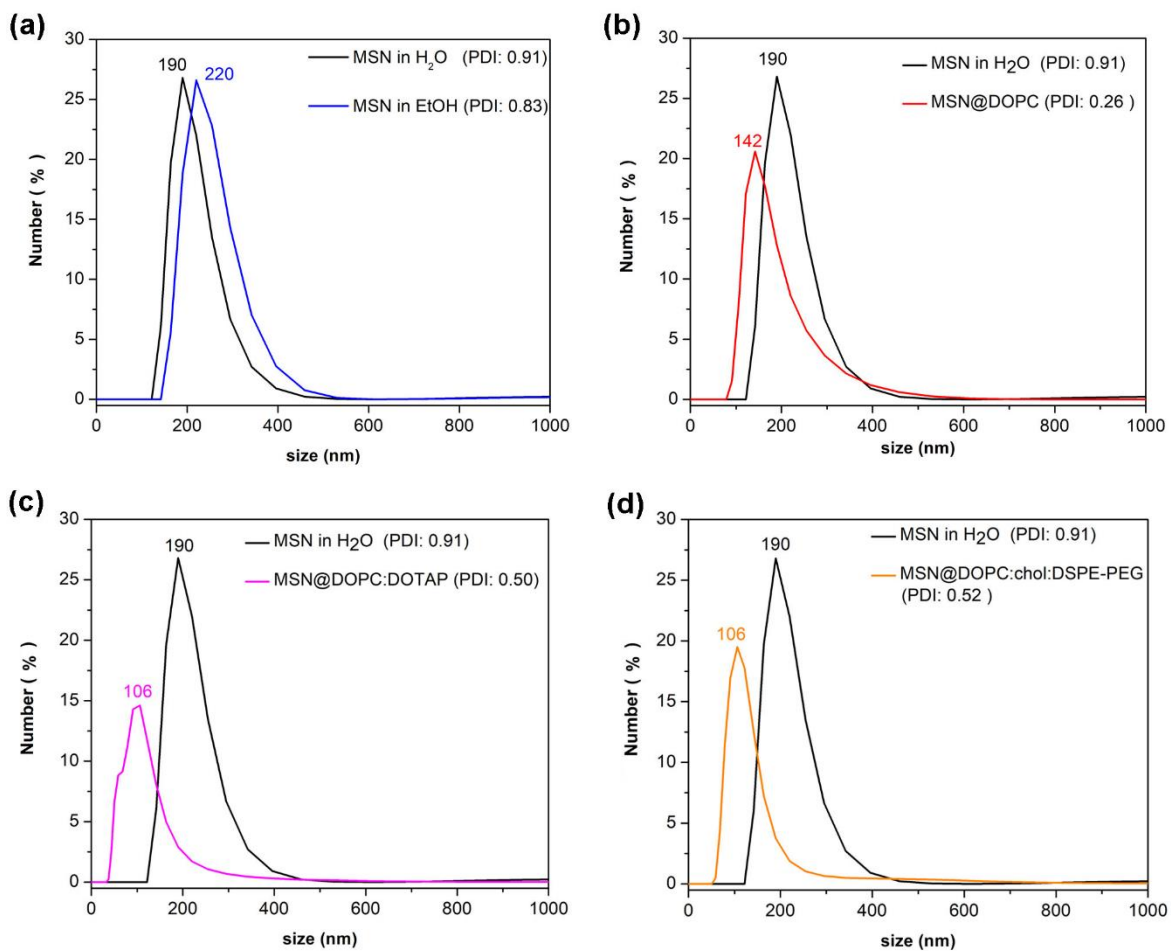 (a)
30
25
20
15
10
5
0
Number ( % )
190
220
MSN in H₂O (PDI: 0.91)
MSN in EtOH (PDI: 0.83)
0 200 400 600 800 1000
size (nm)
(b)
30
25
20
15
10
5
0
Number ( % )
190
142
MSN in H2O (PDI: 0.91)
MSN@DOPC (PDI: 0.26 )
0 200 400 600 800 1000
size (nm)
(c)
30
25
20
15
10
5
0
Number ( % )
190
106
MSN in H2O (PDI: 0.91)
MSN@DOPC:DOTAP (PDI: 0.50)
0 200 400 600 800 1000
size (nm)
(d)
30
25
20
15
10
5
0
Number ( % )
190
106
MSN in H2O (PDI: 0.91)
MSN@DOPC:chol:DSPE-PEG
(PDI: 0.52 )
0 200 400 600 800 1000
size (nm)